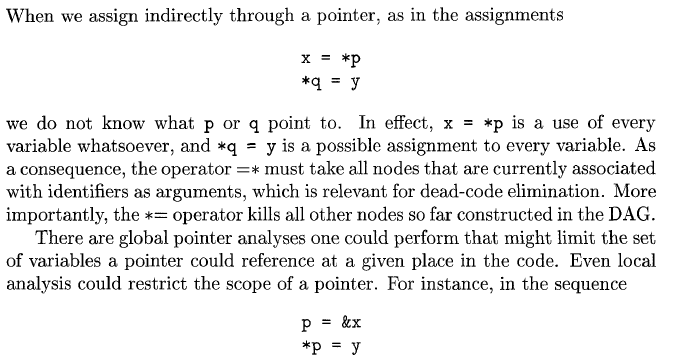 When we assign indirectly through a pointer, as in the assignments
x = *p
*q = y
we do not know what p or q point to. In effect, x = *p is a use of every
variable whatsoever, and *q = y is a possible assignment to every variable. As
a consequence, the operator =* must take all nodes that are currently associated
with identifiers as arguments, which is relevant for dead-code elimination. More
importantly, the *= operator kills all other nodes so far constructed in the DAG.
There are global pointer analyses one could perform that might limit the set
of variables a pointer could reference at a given place in the code. Even local
analysis could restrict the scope of a pointer. For instance, in the sequence
p = &x
*p = y